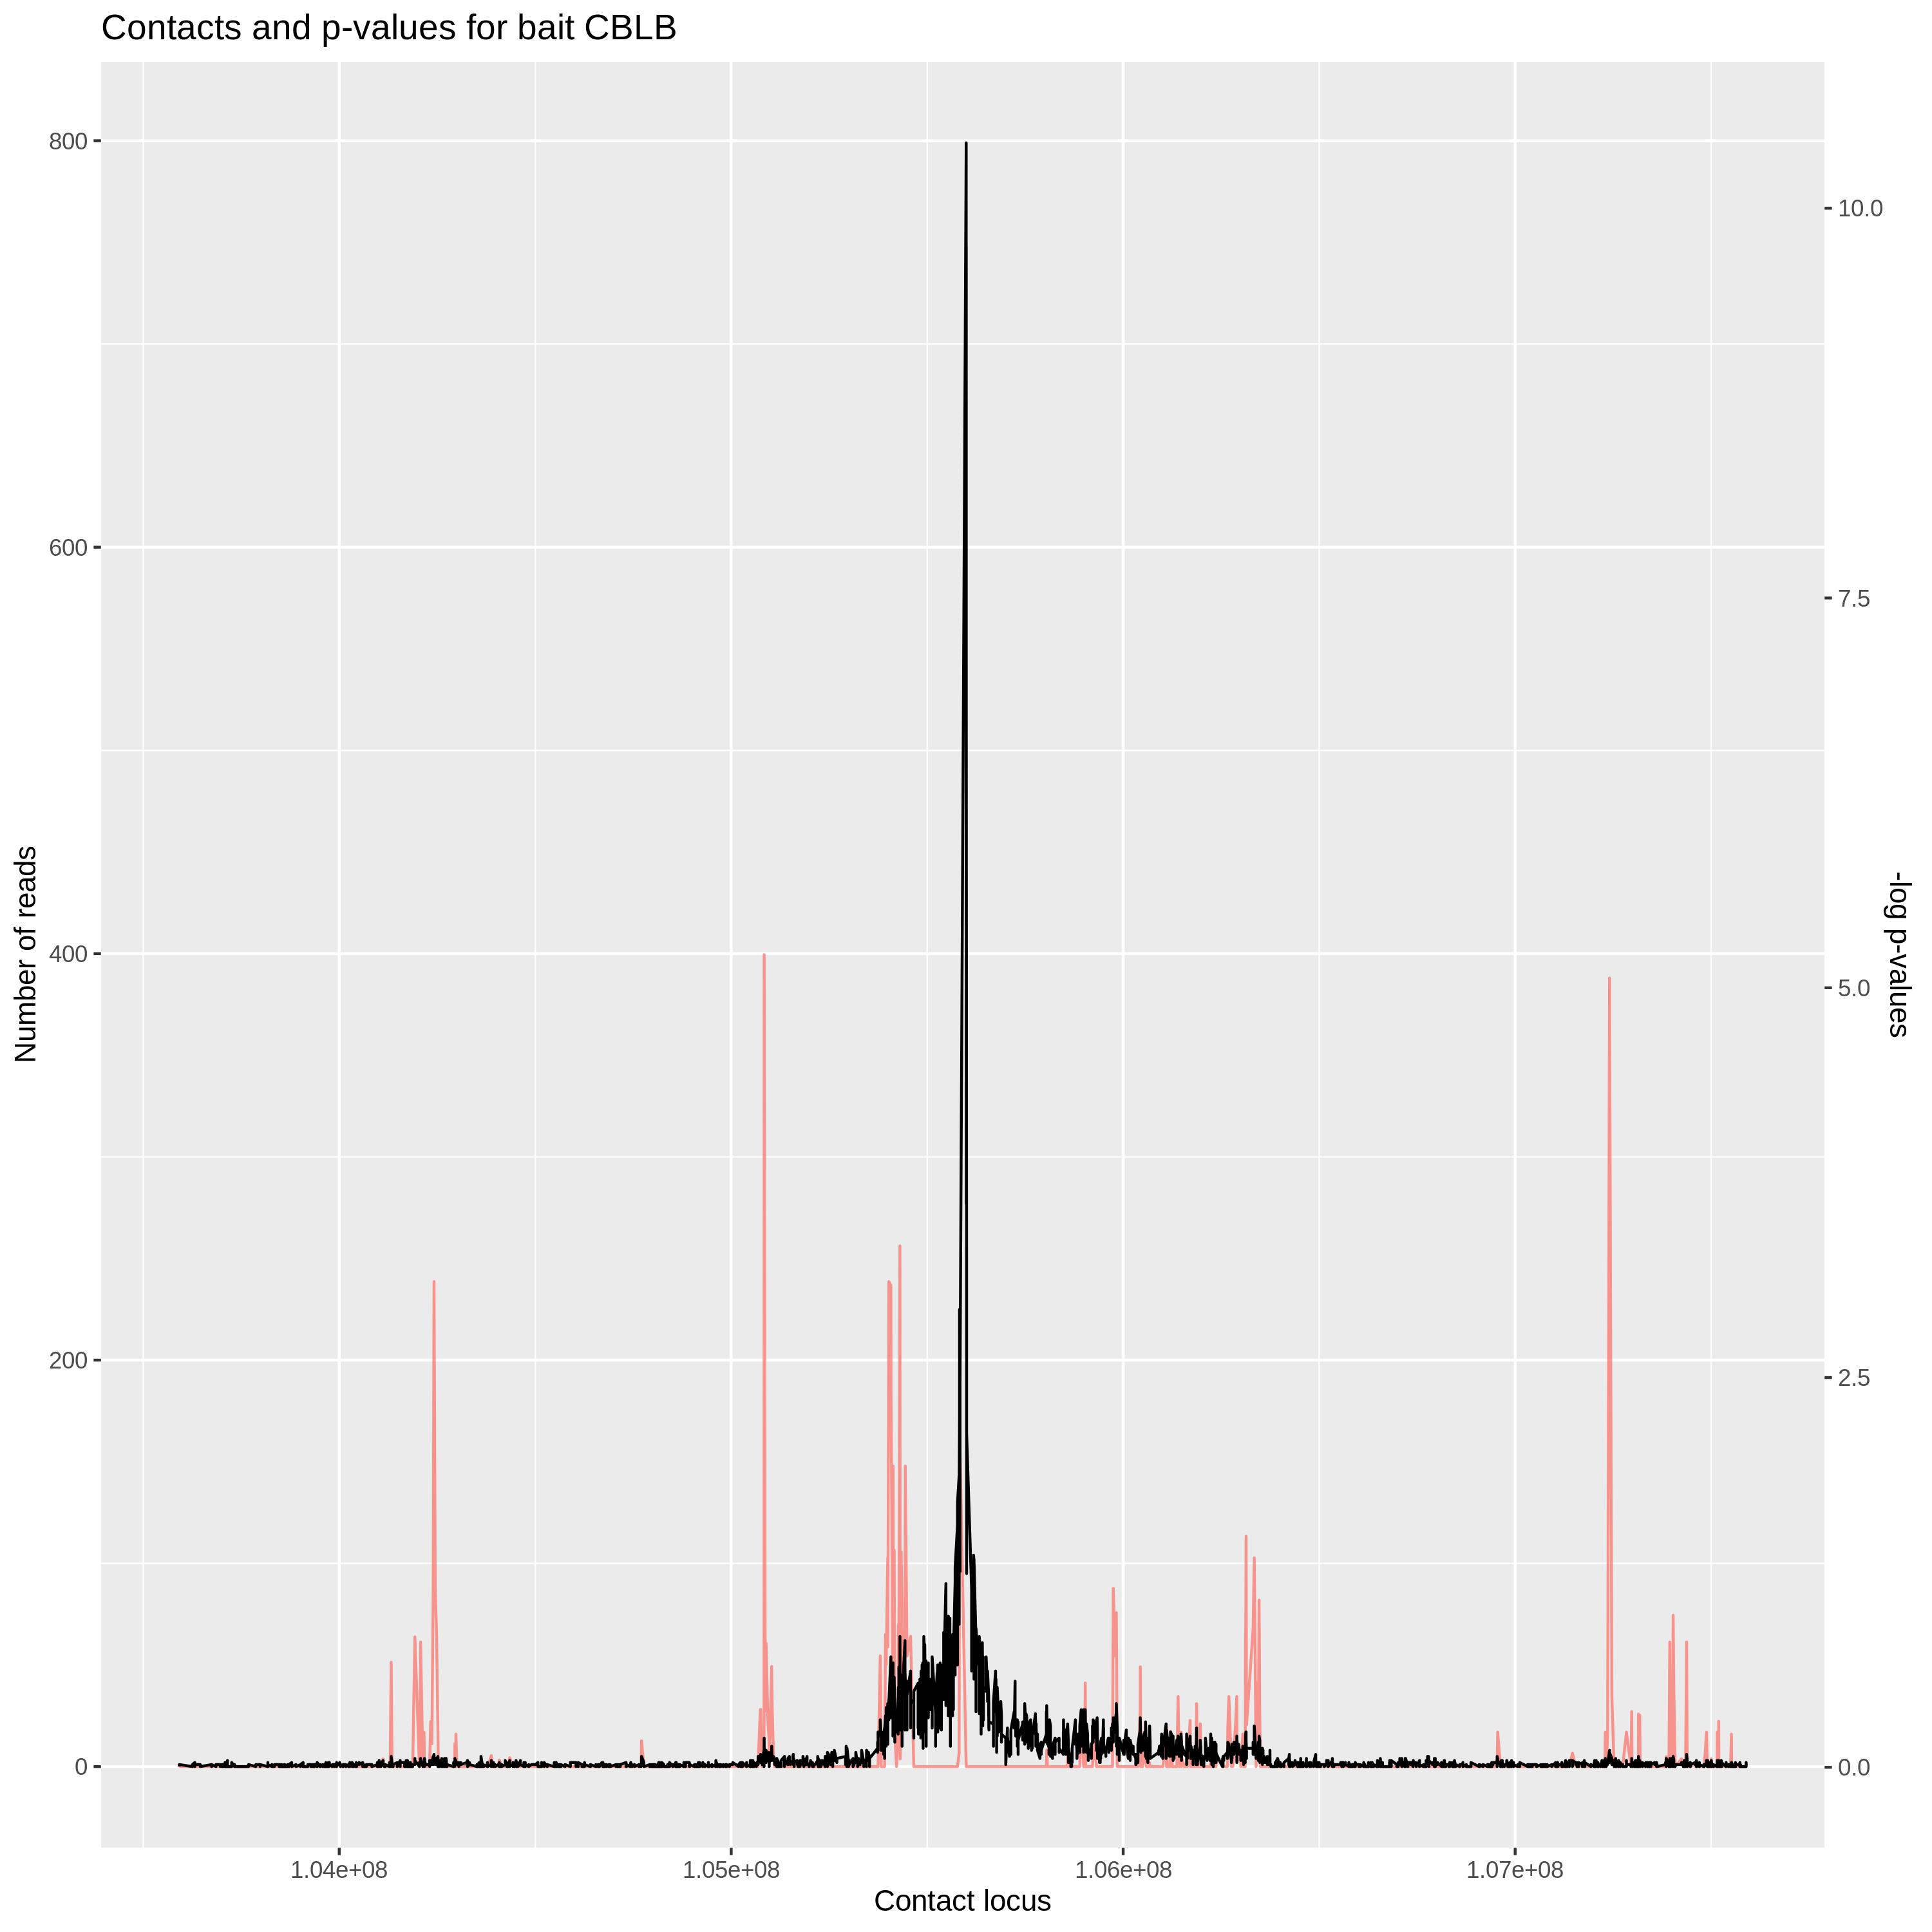 Contacts and p-values for bait CBLB
800
600
400
200
0
Number of reads
10.0
7.5
5.0
2.5
0.0
-log p-values
1.04e+08
1.05e+08
1.06e+08
1.07e+08
Contact locus